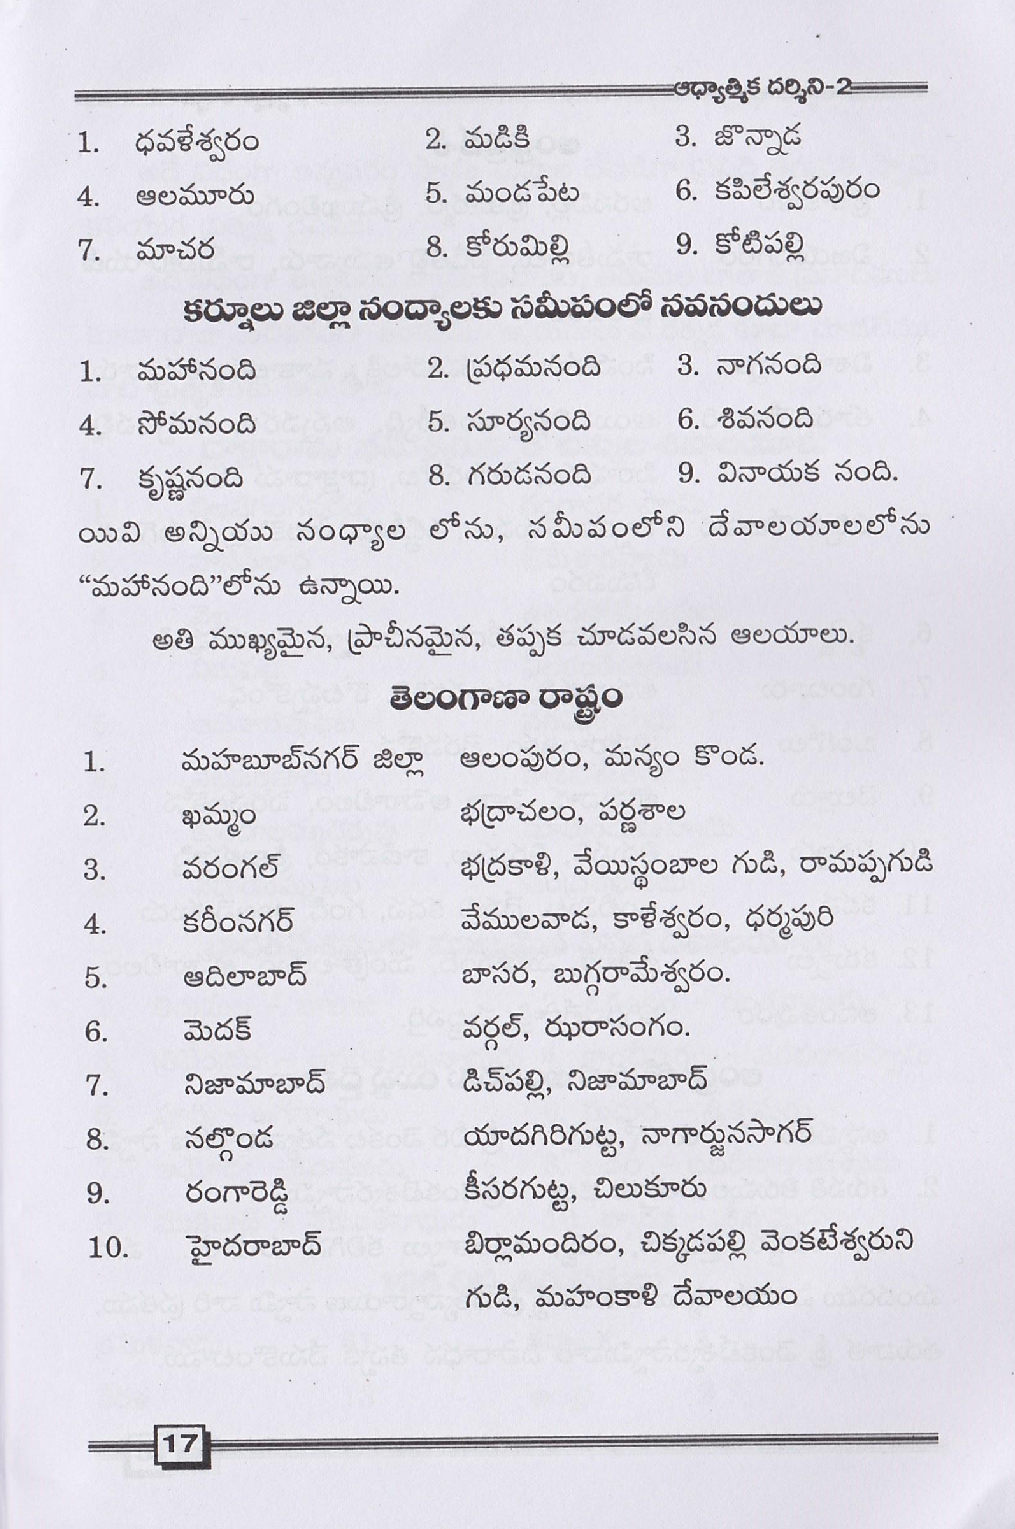 ఆధ్యాత్మిక దర్శిని-2
1. ధవళేశ్వరం 2. మడికి 3. జొన్నాడ
4. ఆలమూరు 5. మండపేట 6. కపిలేశ్వరపురం
7. మాచర 8. కోరుమిల్లి 9. కోటిపల్లి
కర్నూలు జిల్లా నంద్యాలకు సమీపంలో నవనందులు
1. మహానంది 2. ప్రధమనంది 3. నాగనంది
4. సోమనంది 5. సూర్యనంది 6. శివనంది
7. కృష్ణనంది 8. గరుడనంది 9. వినాయక నంది.
యివి అన్నియు నంధ్యాల లోను, సమీపంలోని దేవాలయాలలోను
“మహానంది”లోను ఉన్నాయి.
అతి ముఖ్యమైన, ప్రాచీనమైన, తప్పక చూడవలసిన ఆలయాలు.
తెలంగాణా రాష్ట్రం
1. మహబూబ్‌నగర్ జిల్లా ఆలంపురం, మన్యం కొండ.
2. ఖమ్మం భద్రాచలం, పర్ణశాల
3. వరంగల్ భద్రకాళి, వేయిస్థంబాల గుడి, రామప్పగుడి
4. కరీంనగర్ వేములవాడ, కాళేశ్వరం, ధర్మపురి
5. ఆదిలాబాద్ బాసర, బుగ్గరామేశ్వరం.
6. మెదక్ వర్గల్, ఝరాసంగం.
7. నిజామాబాద్ డిచ్‌పల్లి, నిజామాబాద్
8. నల్గొండ యాదగిరిగుట్ట, నాగార్జునసాగర్
9. రంగారెడ్డి కీసరగుట్ట, చిలుకూరు
10. హైదరాబాద్ బిర్లామందిరం, చిక్కడపల్లి వెంకటేశ్వరుని
గుడి, మహంకాళి దేవాలయం
17